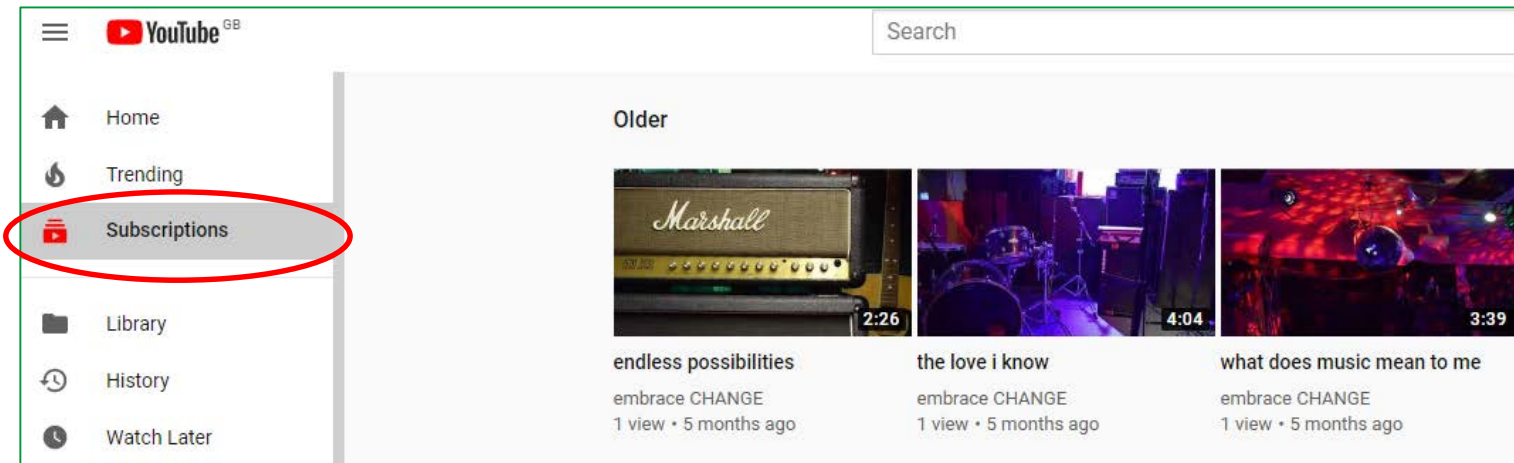 YouTube GB
Search
Home
Trending
Subscriptions
Library
History
Watch Later
Older
Marshall
2:26
4:04
3:39
endless possibilities
embrace CHANGE
1 view • 5 months ago
the love i know
embrace CHANGE
1 view • 5 months ago
what does music mean to me
embrace CHANGE
1 view • 5 months ago